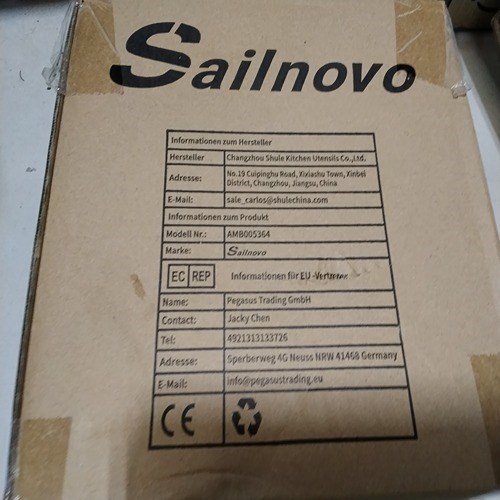 Sailnovo
Informationen zum Hersteller
Hersteller Changzhou Shule Kitchen Utensils Co.,Ltd.
Adresse: No.19 Cuipinghu Road, Xixiashu Town, Xinbei
District, Changzhou, Jiangsu, China
E-Mail: sale_carlos@shulechina.com
Informationen zum Produkt
Modell Nr.: AMB005364
Marke: Sailnovo
EC REP Informationen für EU-Vertreter
Name: Pegasus Trading GmbH
Contact: Jacky Chen
Tel: 4921313133726
Adresse: Sperberweg 4G Neuss NRW 41468 Germany
E-Mail: info@pegasustrading.eu
CE